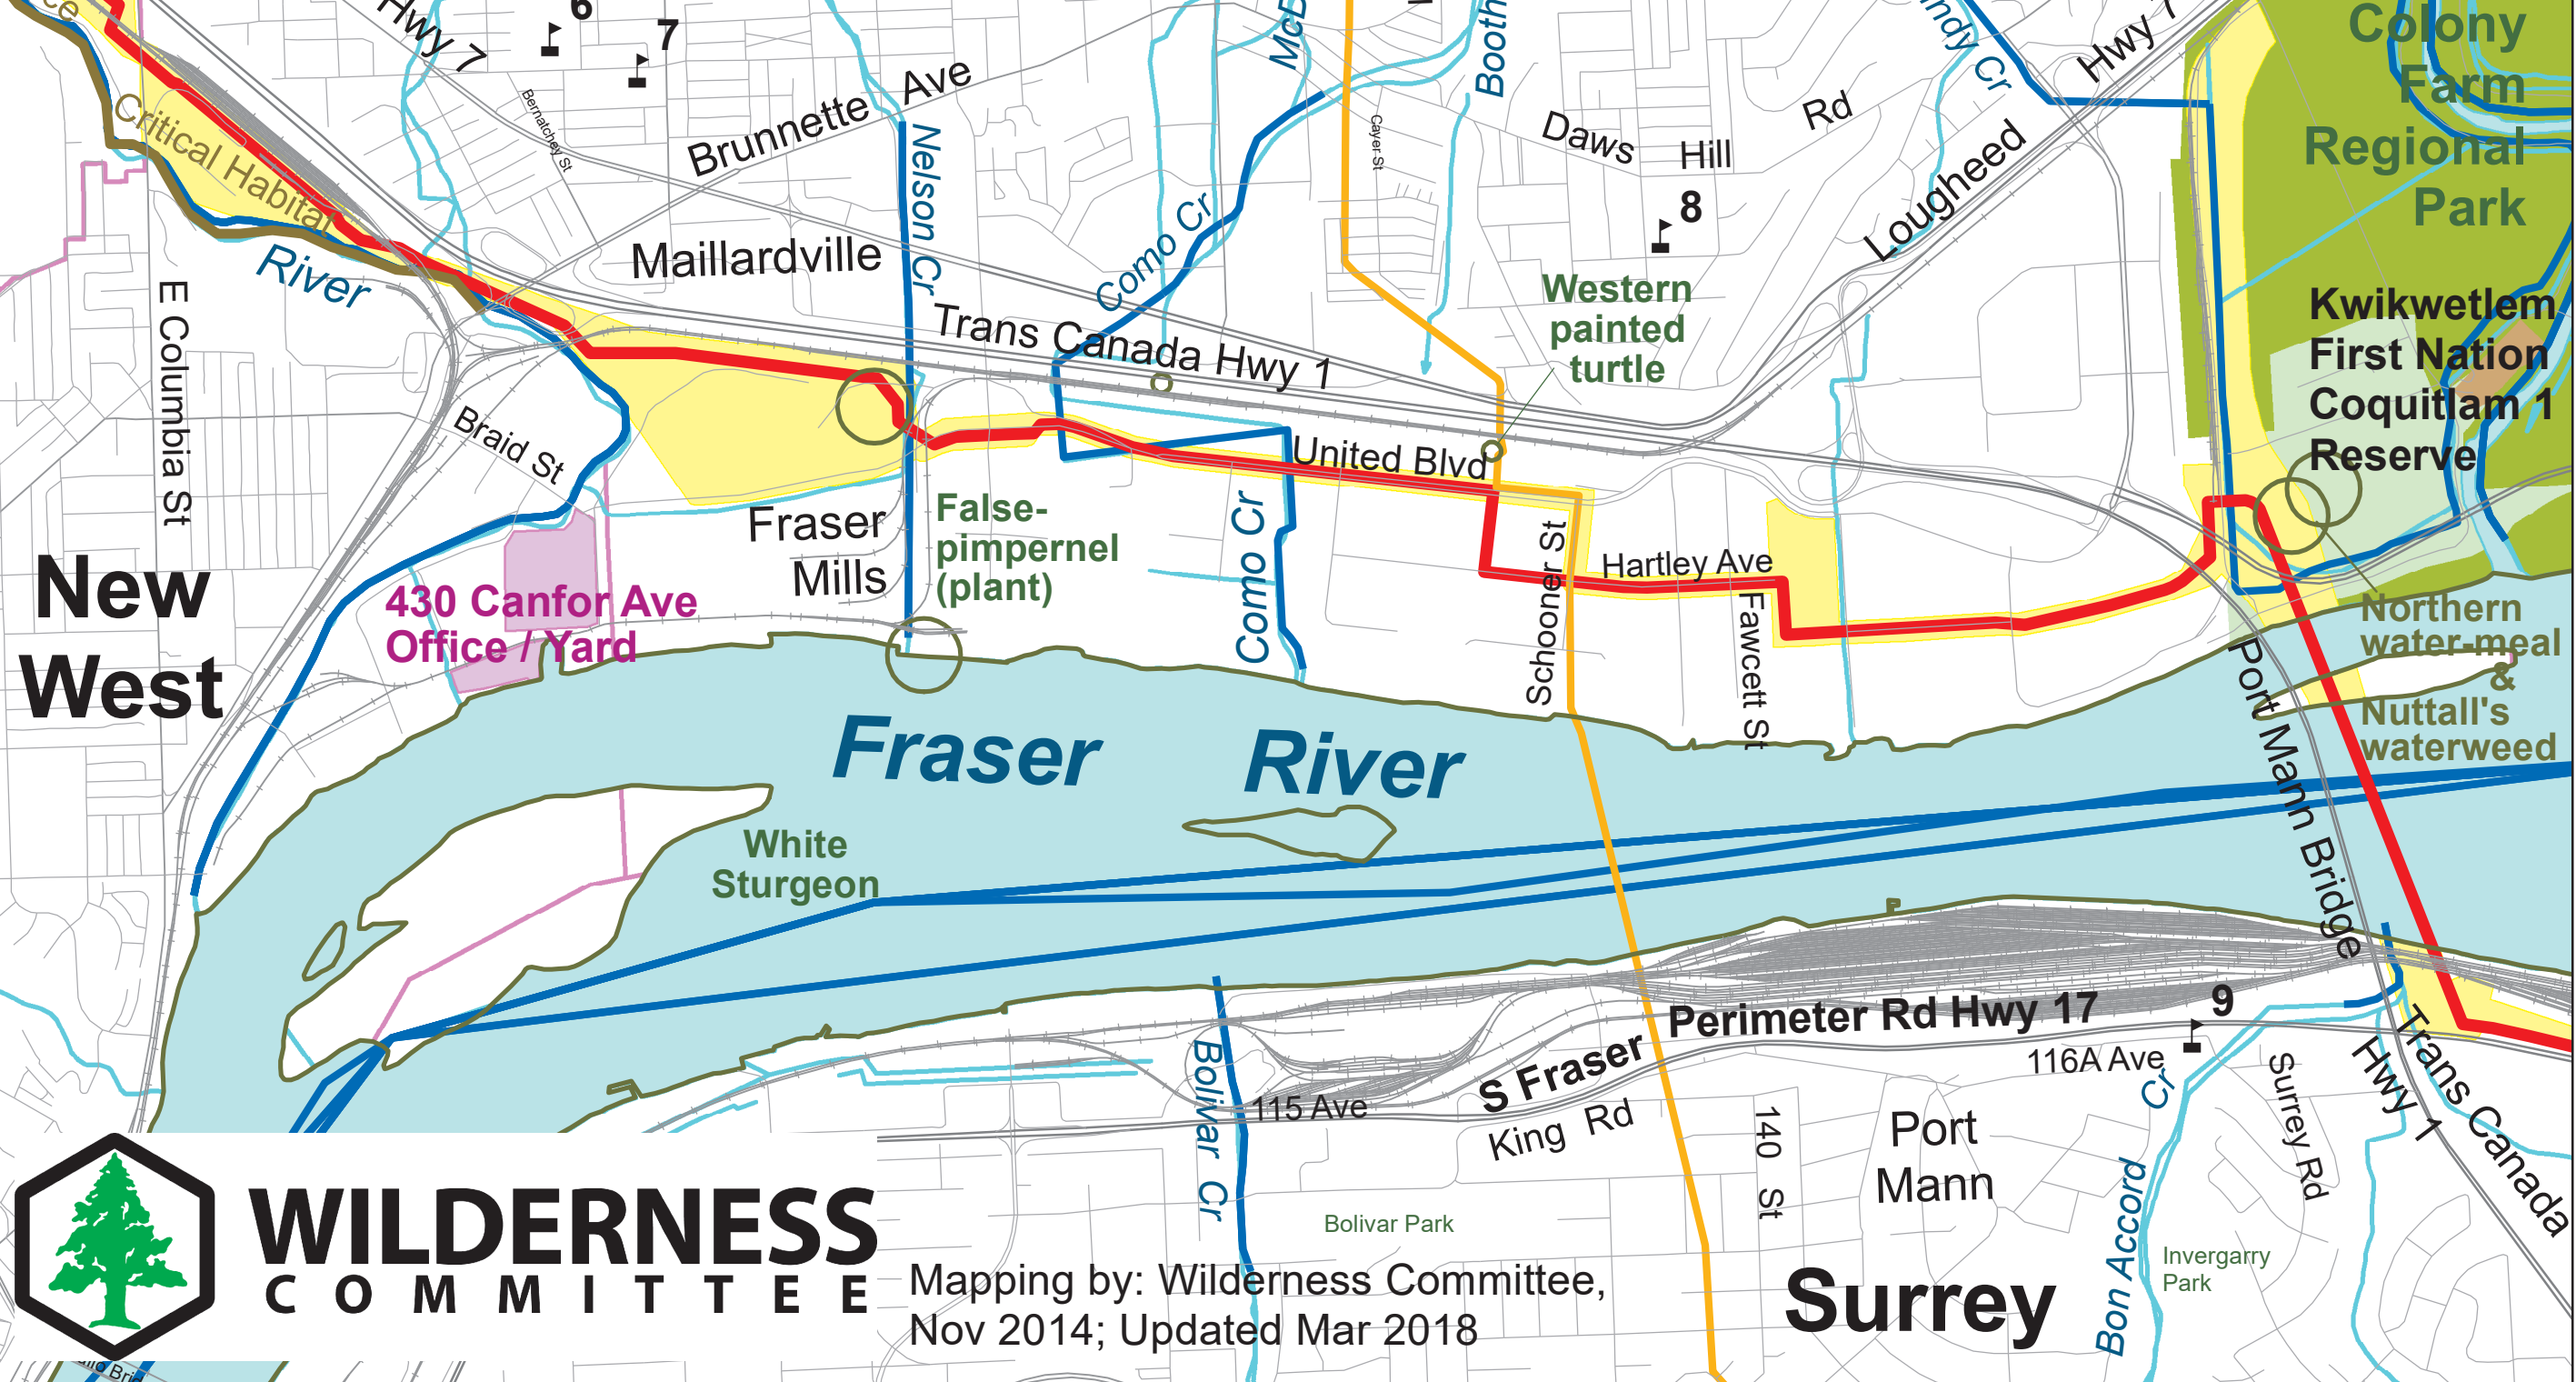 6
7
Hwy 7
Bernatchey St
Brunnette Ave
Nelson Cr
McD
Booth
Cayer St
Daws Hill Rd
8
Lougheed
Hwy 7
Colony
Farm
Regional
Park
Critical Habitat
River
E Columbia St
Maillardville
Como Cr
Trans Canada Hwy 1
Western
painted
turtle
Kwikwetlem
First Nation
Coquitlam 1
Reserve
Braid St
United Blvd
Fraser
Mills
False-
pimpernel
(plant)
Como Cr
Schooner St
Hartley Ave
Fawcett St
New
West
430 Canfor Ave
Office / Yard
Northern
water-meal
&
Nuttall's
waterweed
Port Mann Bridge
Fraser River
White
Sturgeon
S Fraser Perimeter Rd Hwy 17
9
116A Ave
Bolivar Cr
115 Ave
King Rd
140 St
Port
Mann
Bon Accord Cr
Surrey Rd
Trans Canada
Hwy 1
Bolivar Park
Invergarry
Park
Surrey
WILDERNESS
COMMITTEE
Mapping by: Wilderness Committee,
Nov 2014; Updated Mar 2018